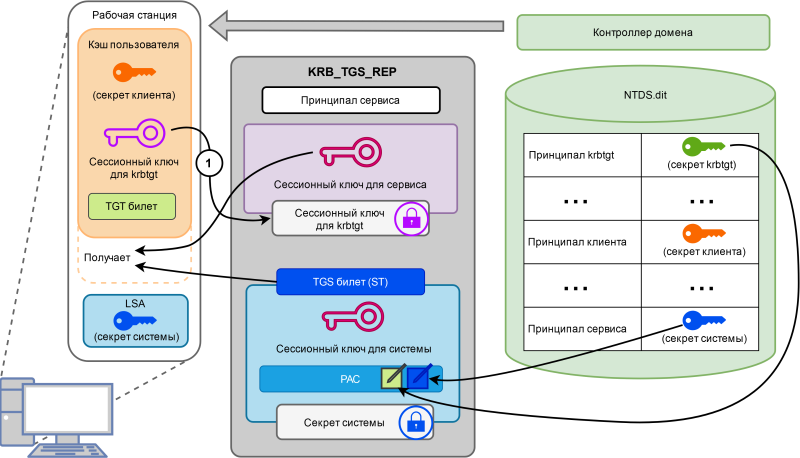 Рабочая станция
Кэш пользователя
(секрет клиента)
Сессионный ключ
для krbtgt
TGT билет
Получает
LSA
(секрет системы)
1
KRB_TGS_REP
Принципал сервиса
Сессионный ключ для сервиса
Сессионный ключ
для krbtgt
TGS билет (ST)
Сессионный ключ для системы
PAC
Секрет системы
Контроллер домена
NTDS.dit
Принципал krbtgt
(секрет krbtgt)
...
...
Принципал клиента
(секрет клиента)
...
...
Принципал сервиса
(секрет системы)